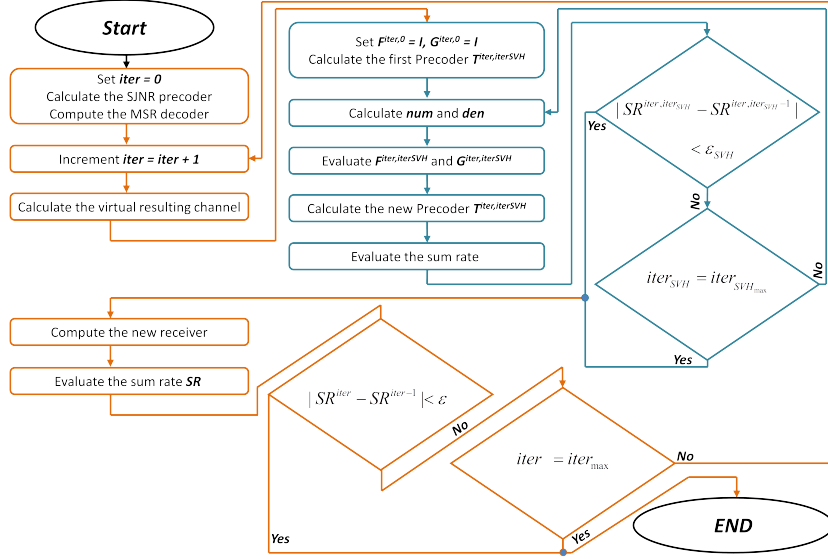 Start
Set iter = 0
Calculate the SJNR precoder
Compute the MSR decoder
Increment iter = iter + 1
Calculate the virtual resulting channel
Set F^{iter,0} = I, G^{iter,0} = I
Calculate the first Precoder T^{iter,iterSVH}
Calculate num and den
Evaluate F^{iter,iterSVH} and G^{iter,iterSVH}
Calculate the new Precoder T^{iter,iterSVH}
Evaluate the sum rate
| SR^{iter,iter_{SVH}} − SR^{iter,iter_{SVH}−1} |
< ε_{SVH}
Yes
No
iter_{SVH} = iter_{SVH_{max}}
No
Yes
Compute the new receiver
Evaluate the sum rate SR
| SR^{iter} − SR^{iter−1} | < ε
No
Yes
iter = iter_{max}
No
Yes
END